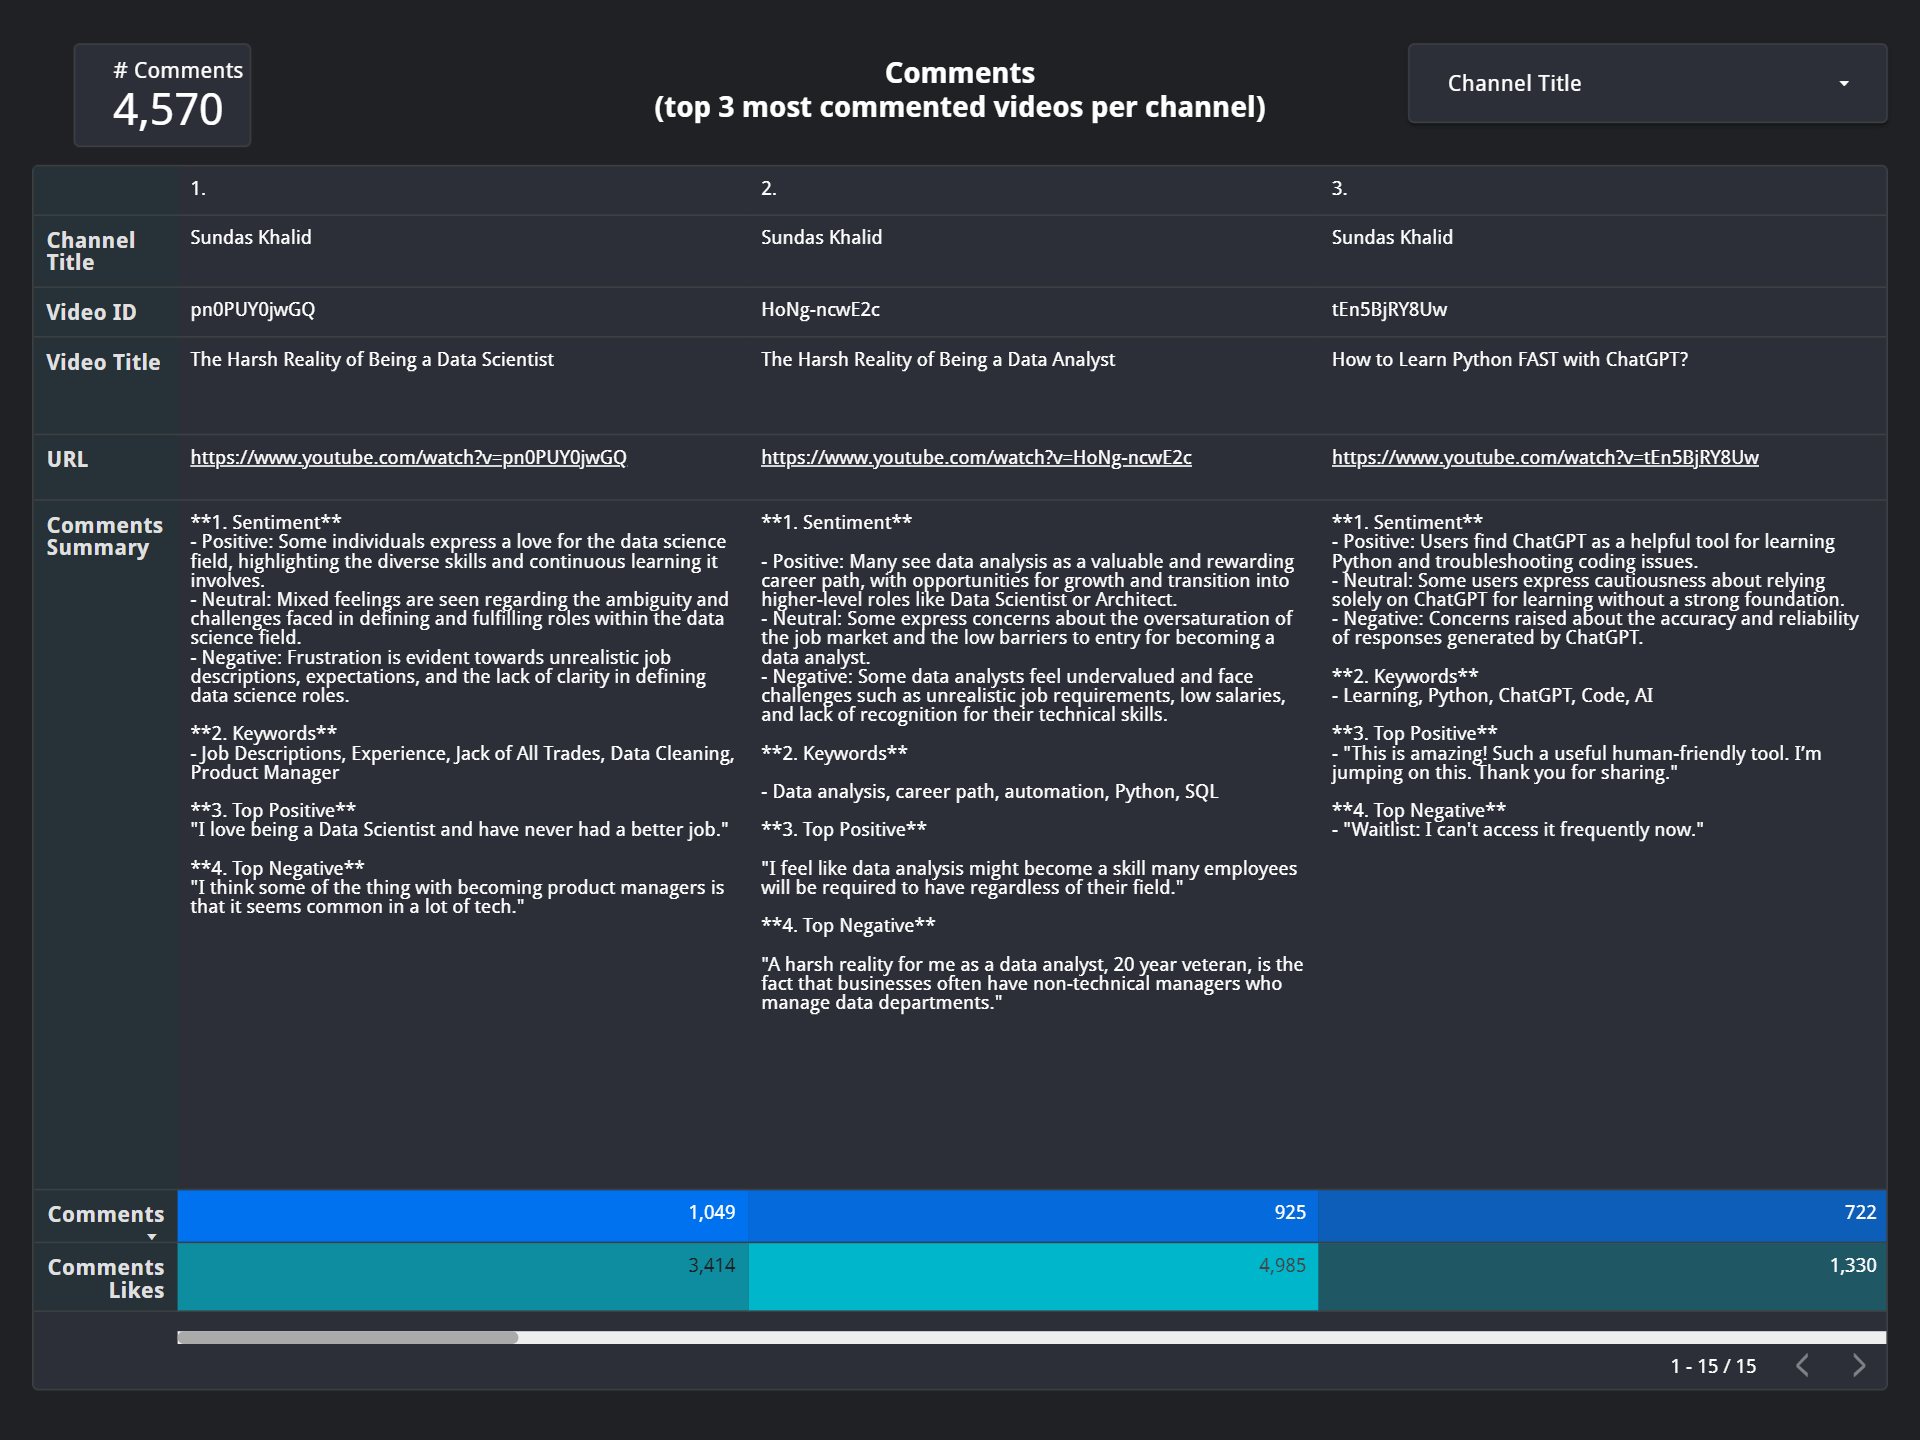 # Comments
4,570
Comments
(top 3 most commented videos per channel)
Channel Title
1.
2.
3.
Channel
Title
Sundas Khalid
Sundas Khalid
Sundas Khalid
Video ID
pn0PUY0jwGQ
HoNg-ncwE2c
tEn5BjRY8Uw
Video Title
The Harsh Reality of Being a Data Scientist
The Harsh Reality of Being a Data Analyst
How to Learn Python FAST with ChatGPT?
URL
https://www.youtube.com/watch?v=pn0PUY0jwGQ
https://www.youtube.com/watch?v=HoNg-ncwE2c
https://www.youtube.com/watch?v=tEn5BjRY8Uw
Comments
Summary
**1. Sentiment**
- Positive: Some individuals express a love for the data science
field, highlighting the diverse skills and continuous learning it
involves.
- Neutral: Mixed feelings are seen regarding the ambiguity and
challenges faced in defining and fulfilling roles within the data
science field.
- Negative: Frustration is evident towards unrealistic job
descriptions, expectations, and the lack of clarity in defining
data science roles.
**2. Keywords**
- Job Descriptions, Experience, Jack of All Trades, Data Cleaning,
Product Manager
**3. Top Positive**
"I love being a Data Scientist and have never had a better job."
**4. Top Negative**
"I think some of the thing with becoming product managers is
that it seems common in a lot of tech."
**1. Sentiment**
- Positive: Many see data analysis as a valuable and rewarding
career path, with opportunities for growth and transition into
higher-level roles like Data Scientist or Architect.
- Neutral: Some express concerns about the oversaturation of
the job market and the low barriers to entry for becoming a
data analyst.
- Negative: Some data analysts feel undervalued and face
challenges such as unrealistic job requirements, low salaries,
and lack of recognition for their technical skills.
**2. Keywords**
- Data analysis, career path, automation, Python, SQL
**3. Top Positive**
"I feel like data analysis might become a skill many employees
will be required to have regardless of their field."
**4. Top Negative**
"A harsh reality for me as a data analyst, 20 year veteran, is the
fact that businesses often have non-technical managers who
manage data departments."
**1. Sentiment**
- Positive: Users find ChatGPT as a helpful tool for learning
Python and troubleshooting coding issues.
- Neutral: Some users express cautiousness about relying
solely on ChatGPT for learning without a strong foundation.
- Negative: Concerns raised about the accuracy and reliability
of responses generated by ChatGPT.
**2. Keywords**
- Learning, Python, ChatGPT, Code, AI
**3. Top Positive**
- "This is amazing! Such a useful human-friendly tool. I’m
jumping on this. Thank you for sharing."
**4. Top Negative**
- "Waitlist: I can't access it frequently now."
Comments
1,049
925
722
Comments
Likes
3,414
4,985
1,330
1 - 15 / 15